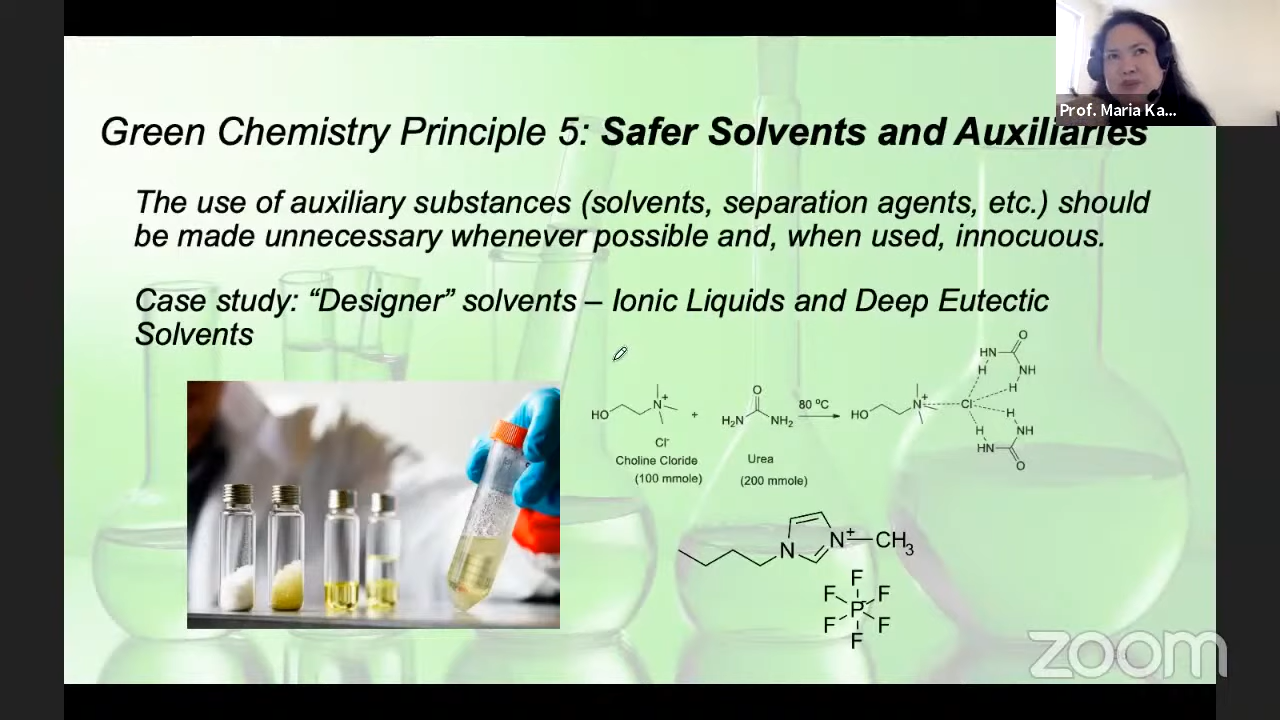 Prof. Maria Ka...
Green Chemistry Principle 5: Safer Solvents and Auxiliaries
The use of auxiliary substances (solvents, separation agents, etc.) should
be made unnecessary whenever possible and, when used, innocuous.
Case study: “Designer” solvents – Ionic Liquids and Deep Eutectic
Solvents
HO N+ Cl-
+
O H2N NH2
80 ºC
HO N+ Cl-
O HN NH H H
H H NH HN O
Choline Cloride
(100 mmole)
Urea
(200 mmole)
N N+ CH3
F
F F
P-
F F
F
zoom